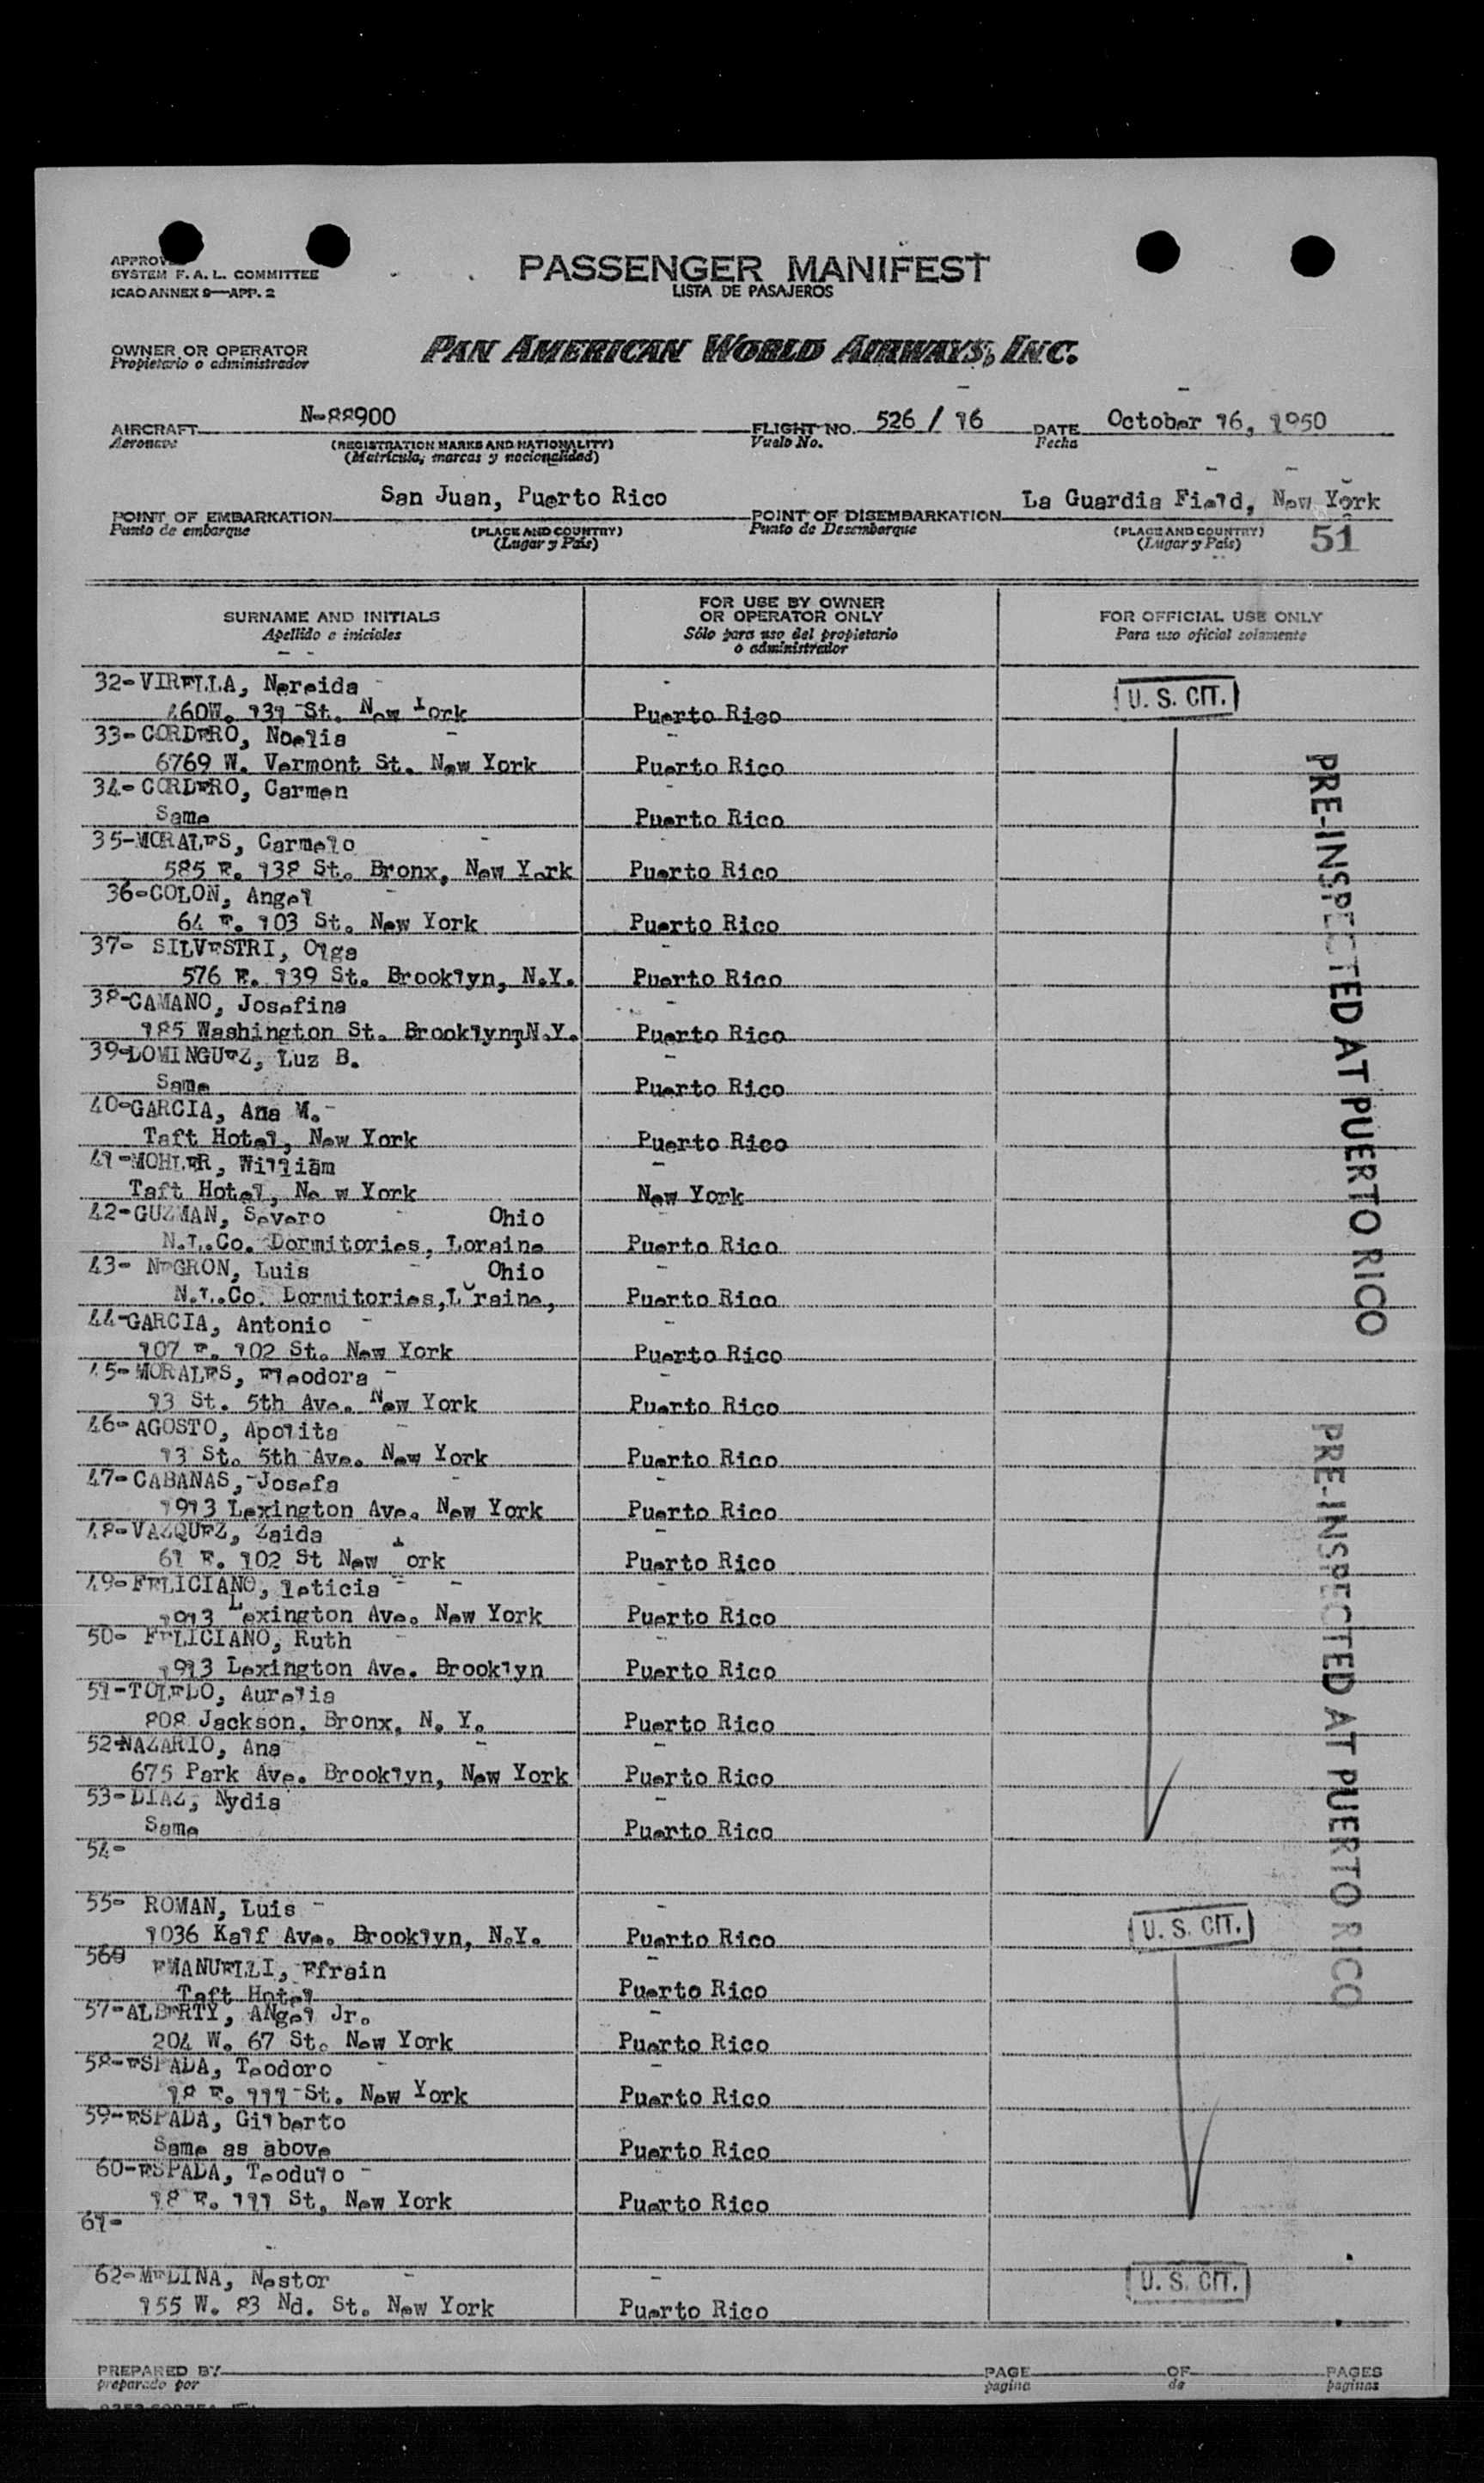 APPROVED
SYSTEM F. A. L. COMMITTEE
ICAO ANNEX 9—APP. 2
PASSENGER MANIFEST
LISTA DE PASAJEROS
OWNER OR OPERATOR
Propietario o administrador
PAN AMERICAN WORLD AIRWAYS, INC.
AIRCRAFT N-88900
Aeronave
(REGISTRATION MARKS AND NATIONALITY)
(Matrícula, marcas y nacionalidad)
FLIGHT NO. 526 / 16
Vuelo No.
DATE October 16, 1950
Fecha
POINT OF EMBARKATION San Juan, Puerto Rico
Punto de embarque
(PLACE AND COUNTRY)
(Lugar y País)
POINT OF DISEMBARKATION La Guardia Field, New York
Punto de Desembarque
(PLACE AND COUNTRY)
(Lugar y País)
51
SURNAME AND INITIALS
Apellido e iniciales
FOR USE BY OWNER
OR OPERATOR ONLY
Sólo para uso del propietario
o administrador
FOR OFFICIAL USE ONLY
Para uso oficial solamente
32-VIRELLA, Nereida
460W. 131 St. New York Puerto Rico
U. S. CIT.
33-CORDERO, Noelia
6769 W. Vermont St. New York Puerto Rico
34-CORDERO, Carmen
Same Puerto Rico
35-MORALES, Carmelo
585 E. 138 St. Bronx, New York Puerto Rico
36-COLON, Angel
64 E. 103 St. New York Puerto Rico
37- SILVESTRI, Olga
576 E. 139 St. Brooklyn, N.Y. Puerto Rico
38-CAMANO, Josefina
185 Washington St. Brooklyn,N.Y. Puerto Rico
39-DOMINGUEZ, Luz B.
Same Puerto Rico
40-GARCIA, Ana M.
Taft Hotel, New York Puerto Rico
41-MOHLER, William
Taft Hotel, Ne w York New York
42-GUZMAN, Severo Ohio
N.T.Co. Dormitories, Loraine Puerto Rico
43- NEGRON, Luis Ohio
N.T.Co. Dormitories,Loraine, Puerto Rico
44-GARCIA, Antonio
107 E. 102 St. New York Puerto Rico
45-MORALES, Eleodora
13 St. 5th Ave. New York Puerto Rico
46-AGOSTO, Apolita
13 St. 5th Ave. New York Puerto Rico
47-CABANAS, Josefa
1913 Lexington Ave. New York Puerto Rico
48-VAZQUEZ, Zaida
61 E. 102 St New York Puerto Rico
49-FELICIANO, leticia
1913 Lexington Ave. New York Puerto Rico
50- FELICIANO, Ruth
1913 Lexington Ave. Brooklyn Puerto Rico
51-TOLEDO, Aurelia
808 Jackson, Bronx, N. Y. Puerto Rico
52-NAZARIO, Ana
675 Park Ave. Brooklyn, New York Puerto Rico
53-DIAZ, Nydia
Same Puerto Rico
54-
55- ROMAN, Luis
1036 Kalf Ave. Brooklyn, N.Y. Puerto Rico
U. S. CIT.
56- EMANUELLI, Efrain
Taft Hotel Puerto Rico
57-ALBERTY, ANgel Jr.
204 W. 67 St. New York Puerto Rico
58-ESPADA, Teodoro
18 E. 111 St. New York Puerto Rico
59-ESPADA, Gilberto
Same as above Puerto Rico
60-ESPADA, Teodulo
18 E. 111 St, New York Puerto Rico
61-
62-MEDINA, Nestor
155 W. 83 Nd. St. New York Puerto Rico
U. S. CIT.
PRE-INSPECTED AT PUERTO RICO
PRE-INSPECTED AT PUERTO RICO
PREPARED BY
preparado por
PAGE OF PAGES
pagina de paginas